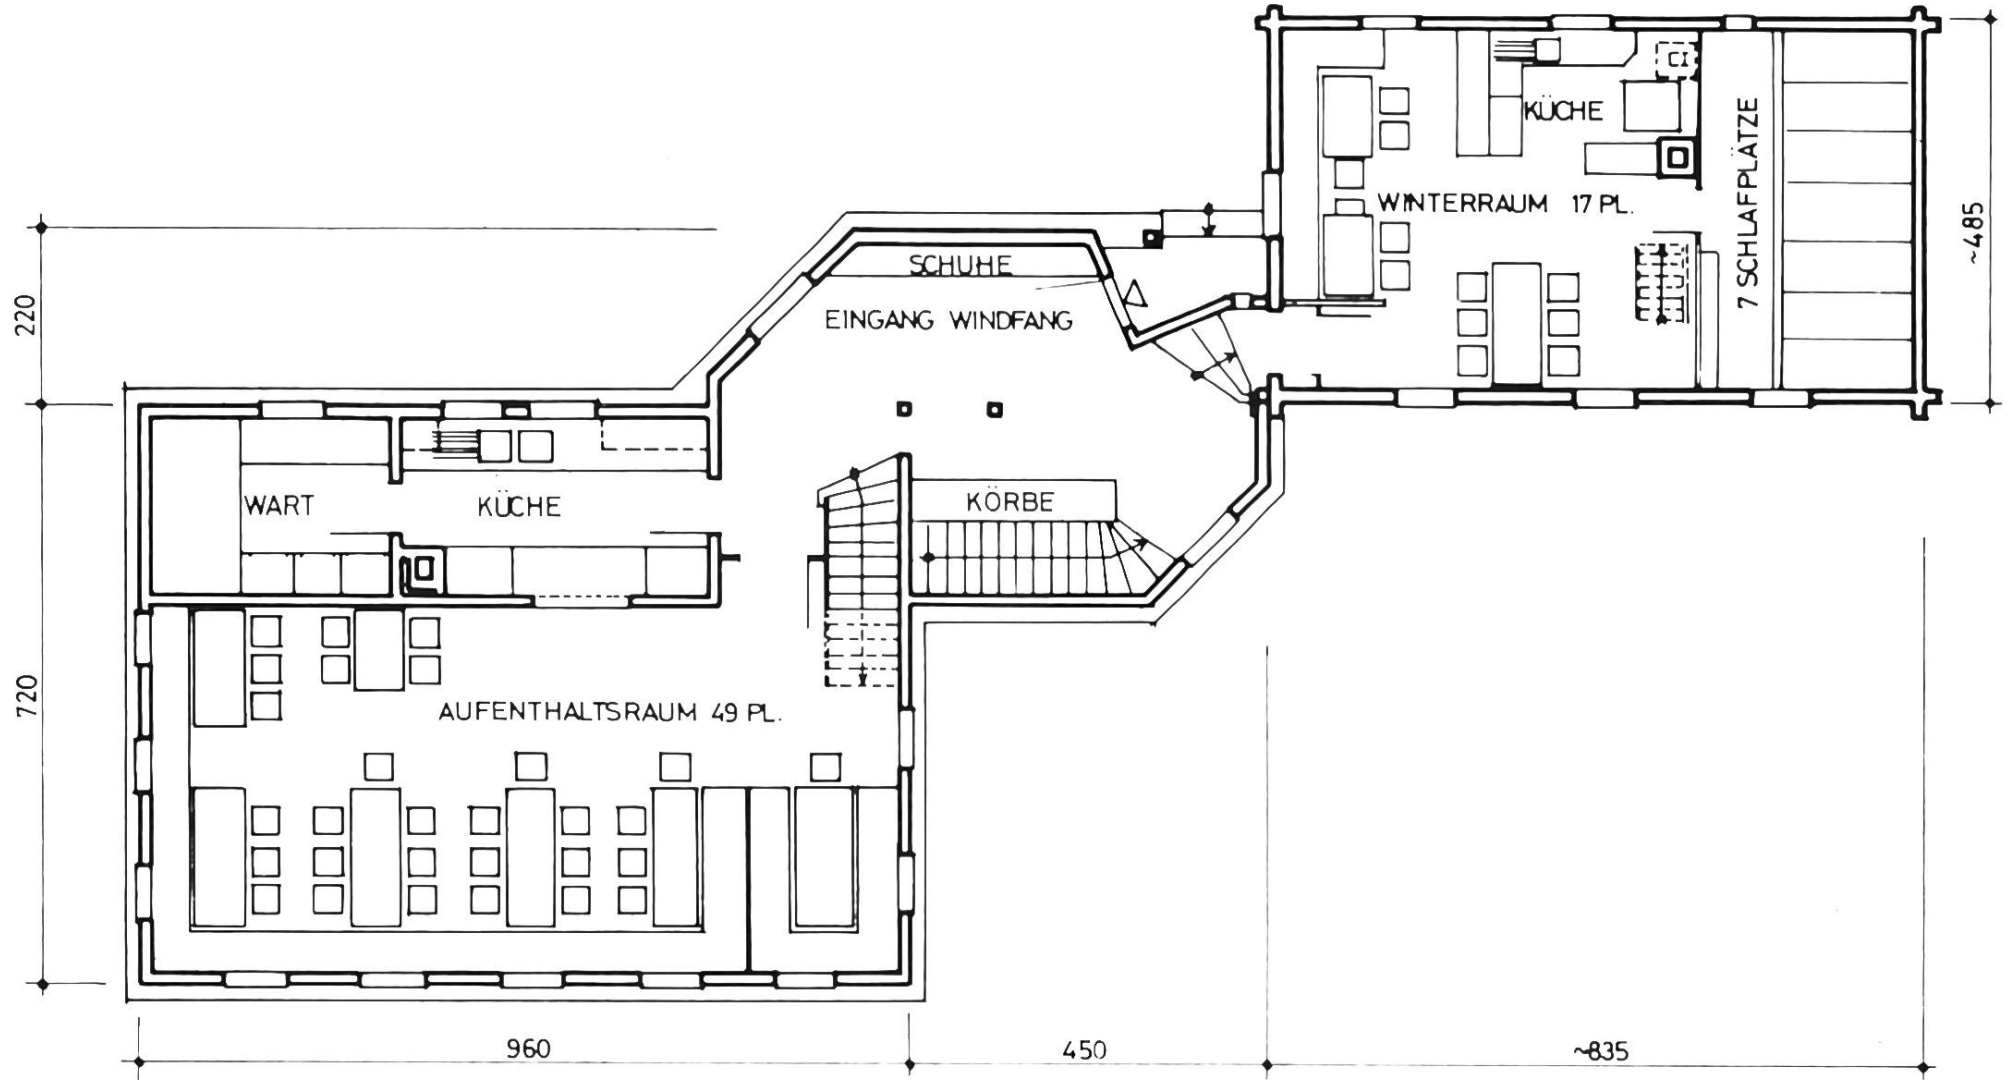 KÜCHE
WINTERRAUM 17 PL.
7 SCHLAFPLÄTZE
~485
SCHUHE
EINGANG WINDFANG
220
WART
KÜCHE
KÖRBE
720
AUFENTHALTSRAUM 49 PL.
960
450
~835